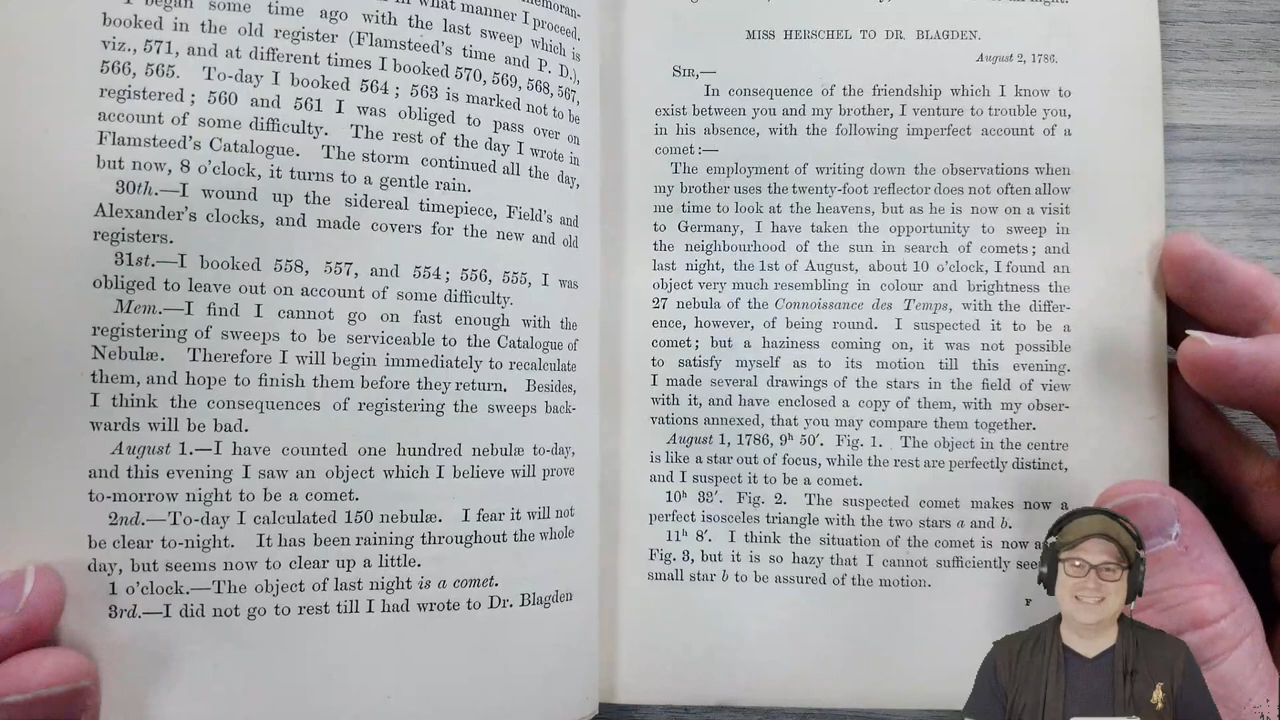 memoran-
in what manner I proceed.
I began some time ago with the last sweep which is
booked in the old register (Flamsteed's time and P. D.),
viz., 571, and at different times I booked 570, 569, 568, 567,
566, 565. To-day I booked 564; 563 is marked not to be
registered; 560 and 561 I was obliged to pass over on
account of some difficulty. The rest of the day I wrote in
Flamsteed's Catalogue. The storm continued all the day,
but now, 8 o'clock, it turns to a gentle rain.
30th.—I wound up the sidereal timepiece, Field's and
Alexander's clocks, and made covers for the new and old
registers.
31st.—I booked 558, 557, and 554; 556, 555, I was
obliged to leave out on account of some difficulty.
Mem.—I find I cannot go on fast enough with the
registering of sweeps to be serviceable to the Catalogue of
Nebulæ. Therefore I will begin immediately to recalculate
them, and hope to finish them before they return. Besides,
I think the consequences of registering the sweeps back-
wards will be bad.
August 1.—I have counted one hundred nebulæ to-day,
and this evening I saw an object which I believe will prove
to-morrow night to be a comet.
2nd.—To-day I calculated 150 nebulæ. I fear it will not
be clear to-night. It has been raining throughout the whole
day, but seems now to clear up a little.
1 o'clock.—The object of last night is a comet.
3rd.—I did not go to rest till I had wrote to Dr. Blagden
MISS HERSCHEL TO DR. BLAGDEN.
August 2, 1786.
SIR,—
In consequence of the friendship which I know to
exist between you and my brother, I venture to trouble you,
in his absence, with the following imperfect account of a
comet:—
The employment of writing down the observations when
my brother uses the twenty-foot reflector does not often allow
me time to look at the heavens, but as he is now on a visit
to Germany, I have taken the opportunity to sweep in
the neighbourhood of the sun in search of comets; and
last night, the 1st of August, about 10 o'clock, I found an
object very much resembling in colour and brightness the
27 nebula of the Connoissance des Temps, with the differ-
ence, however, of being round. I suspected it to be a
comet; but a haziness coming on, it was not possible
to satisfy myself as to its motion till this evening.
I made several drawings of the stars in the field of view
with it, and have enclosed a copy of them, with my obser-
vations annexed, that you may compare them together.
August 1, 1786, 9ʰ 50′. Fig. 1. The object in the centre
is like a star out of focus, while the rest are perfectly distinct,
and I suspect it to be a comet.
10ʰ 33′. Fig. 2. The suspected comet makes now a
perfect isosceles triangle with the two stars a and b.
11ʰ 8′. I think the situation of the comet is now
Fig. 3, but it is so hazy that I cannot sufficiently see
small star b to be assured of the motion.
F